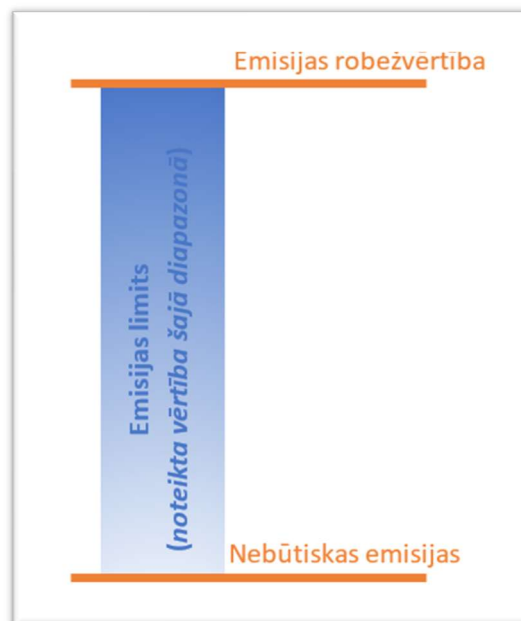 Emisijas robežvērtība
Emisijas limits
(noteikta vērtība šajā diapazonā)
Nebūtiskas emisijas